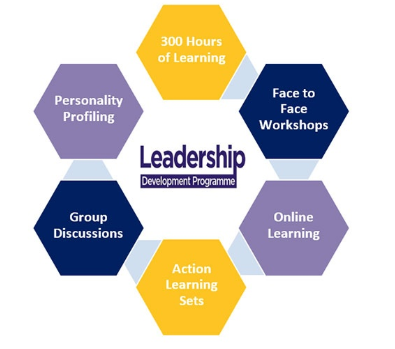 300 Hours
of Learning
Face to
Face
Workshops
Online
Learning
Action
Learning
Sets
Group
Discussions
Personality
Profiling
Leadership
Development Programme